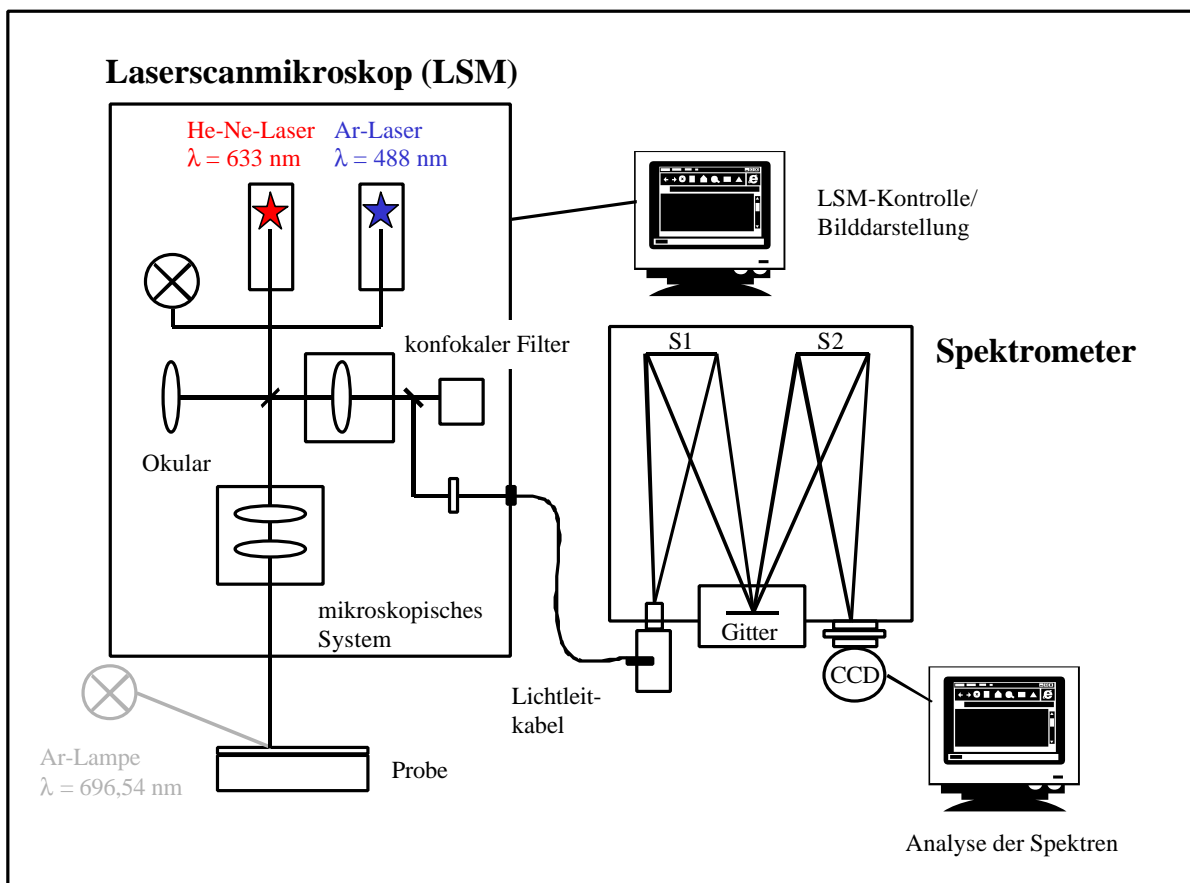 Laserscanmikroskop (LSM)
He-Ne-Laser
λ = 633 nm
Ar-Laser
λ = 488 nm
LSM-Kontrolle/
Bilddarstellung
konfokaler Filter
S1
S2
Spektrometer
Okular
mikroskopisches
System
Gitter
CCD
Lichtleit-
kabel
Ar-Lampe
λ = 696,54 nm
Probe
Analyse der Spektren